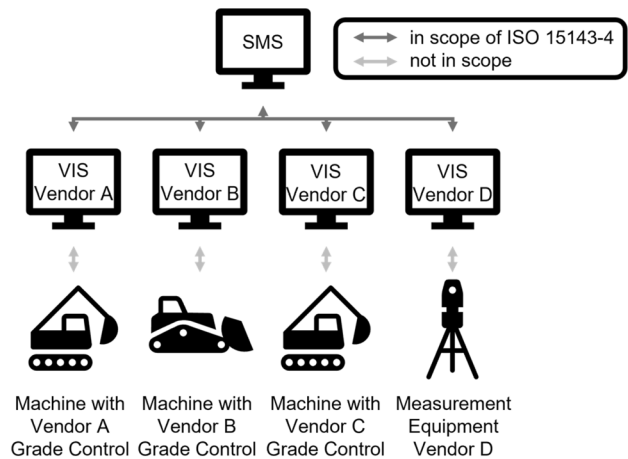 SMS
in scope of ISO 15143-4
not in scope
VIS
Vendor A
VIS
Vendor B
VIS
Vendor C
VIS
Vendor D
Machine with
Vendor A
Grade Control
Machine with
Vendor B
Grade Control
Machine with
Vendor C
Grade Control
Measurement
Equipment
Vendor D